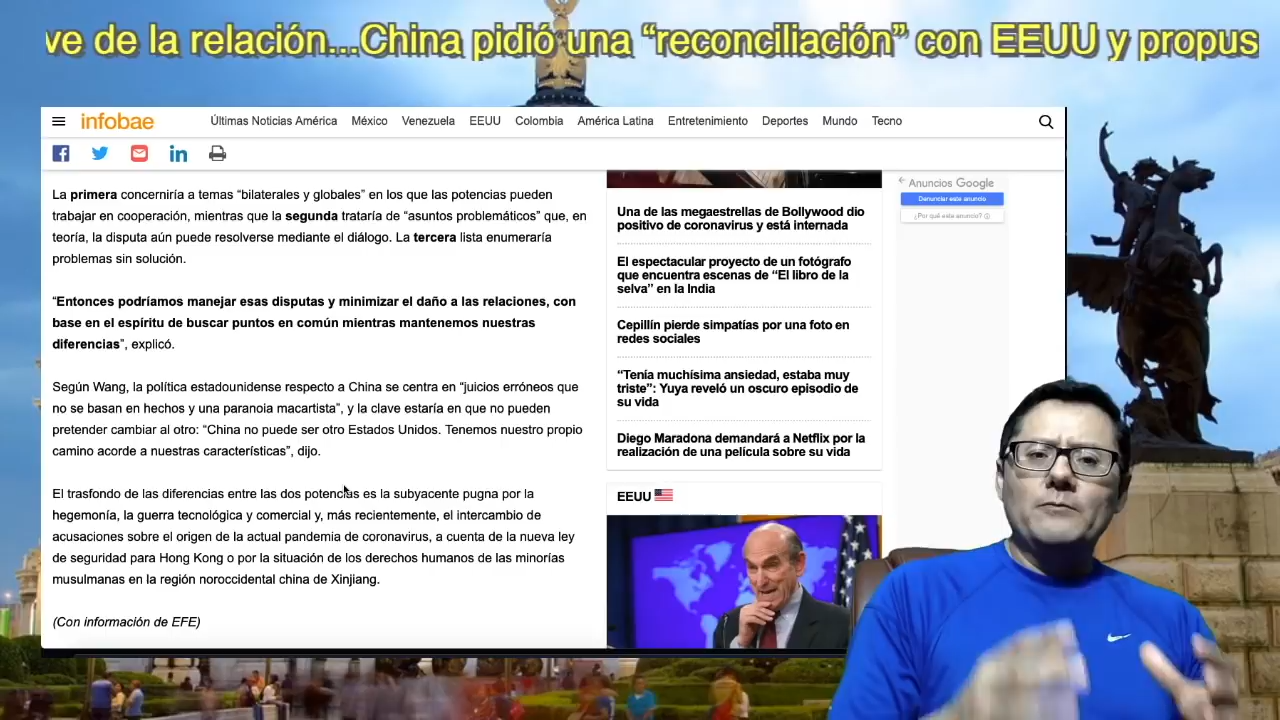 ve de la relación...China pidió una “reconciliación” con EEUU y propus
infobae
Últimas Noticias América México Venezuela EEUU Colombia América Latina Entretenimiento Deportes Mundo Tecno
La primera concerniría a temas “bilaterales y globales” en los que las potencias pueden
trabajar en cooperación, mientras que la segunda trataría de “asuntos problemáticos” que, en
teoría, la disputa aún puede resolverse mediante el diálogo. La tercera lista enumeraría
problemas sin solución.
“Entonces podríamos manejar esas disputas y minimizar el daño a las relaciones, con
base en el espíritu de buscar puntos en común mientras mantenemos nuestras
diferencias”, explicó.
Según Wang, la política estadounidense respecto a China se centra en “juicios erróneos que
no se basan en hechos y una paranoia macartista”, y la clave estaría en que no pueden
pretender cambiar al otro: “China no puede ser otro Estados Unidos. Tenemos nuestro propio
camino acorde a nuestras características”, dijo.
El trasfondo de las diferencias entre las dos potencias es la subyacente pugna por la
hegemonía, la guerra tecnológica y comercial y, más recientemente, el intercambio de
acusaciones sobre el origen de la actual pandemia de coronavirus, a cuenta de la nueva ley
de seguridad para Hong Kong o por la situación de los derechos humanos de las minorías
musulmanas en la región noroccidental china de Xinjiang.
(Con información de EFE)
Una de las megaestrellas de Bollywood dio
positivo de coronavirus y está internada
El espectacular proyecto de un fotógrafo
que encuentra escenas de “El libro de la
selva” en la India
Cepillín pierde simpatías por una foto en
redes sociales
“Tenía muchísima ansiedad, estaba muy
triste”: Yuya reveló un oscuro episodio de
su vida
Diego Maradona demandará a Netflix por la
realización de una película sobre su vida
EEUU
Anuncios Google
Denunciar este anuncio
¿Por qué este anuncio?